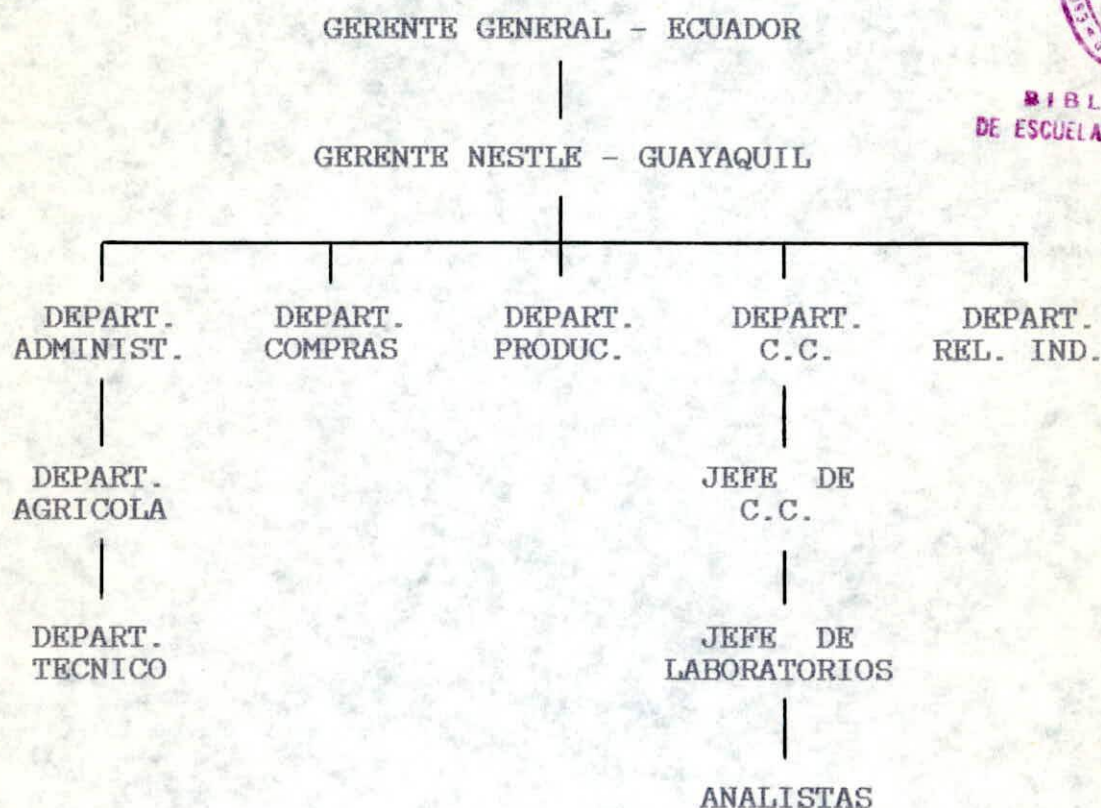 GERENTE GENERAL - ECUADOR
BIBL
DE ESCUELA
GERENTE NESTLE - GUAYAQUIL
DEPART. ADMINIST.
DEPART. COMPRAS
DEPART. PRODUC.
DEPART. C.C.
DEPART. REL. IND.
DEPART. AGRICOLA
JEFE DE C.C.
DEPART. TECNICO
JEFE DE LABORATORIOS
ANALISTAS